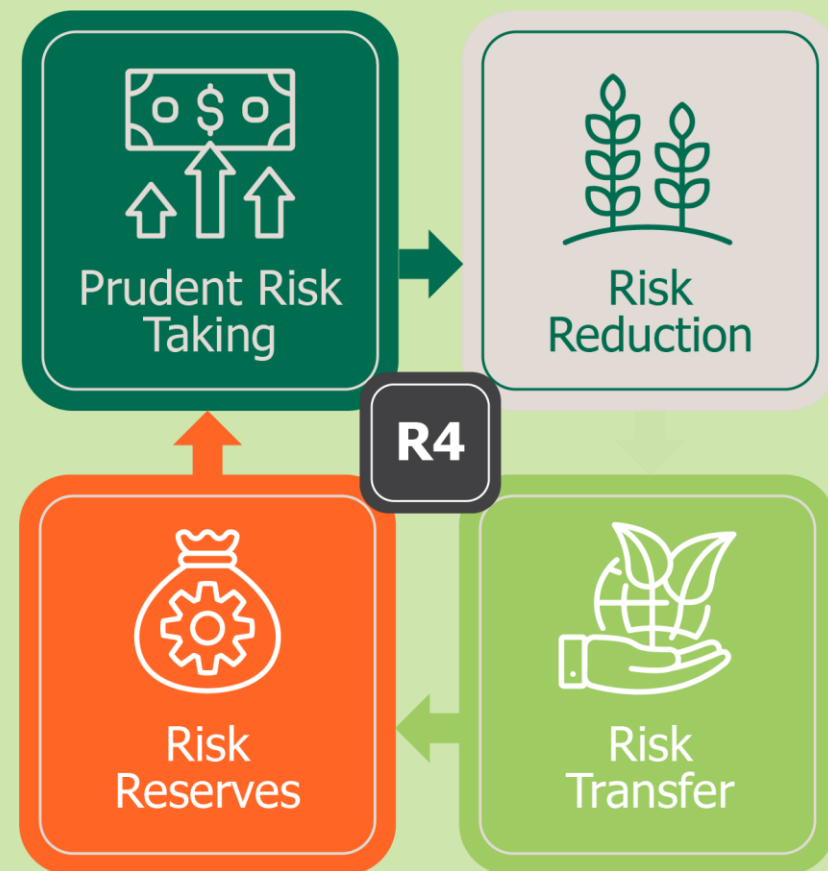 Prudent Risk
Taking
Risk
Reduction
R4
Risk
Reserves
Risk
Transfer